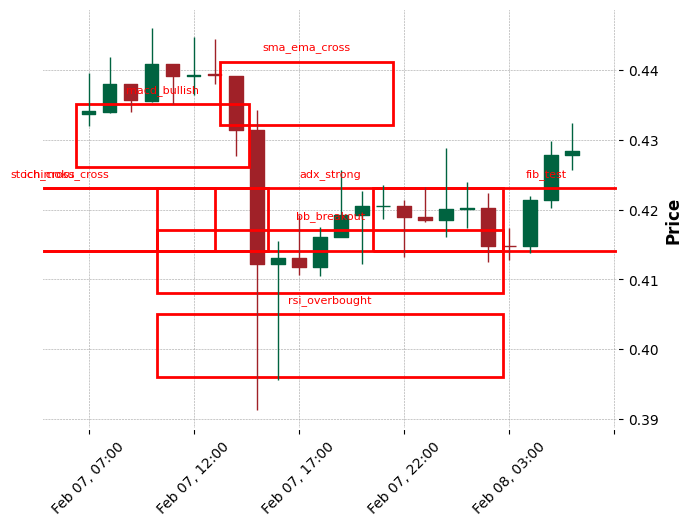 sma_ema_cross
0.44
macd_bullish
0.43
adx_strong
fib_test
0.42
bb_breakout
Price
0.41
rsi_overbought
0.40
0.39
Feb 07, 07:00
Feb 07, 12:00
Feb 07, 17:00
Feb 07, 22:00
Feb 08, 03:00